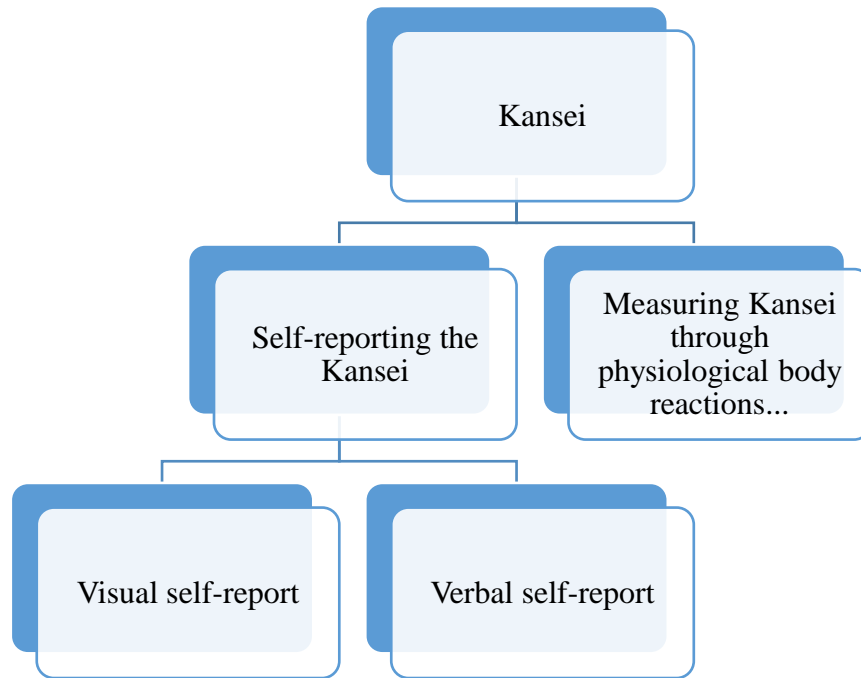 Kansei
Self-reporting the
Kansei
Measuring Kansei
through
physiological body
reactions...
Visual self-report
Verbal self-report